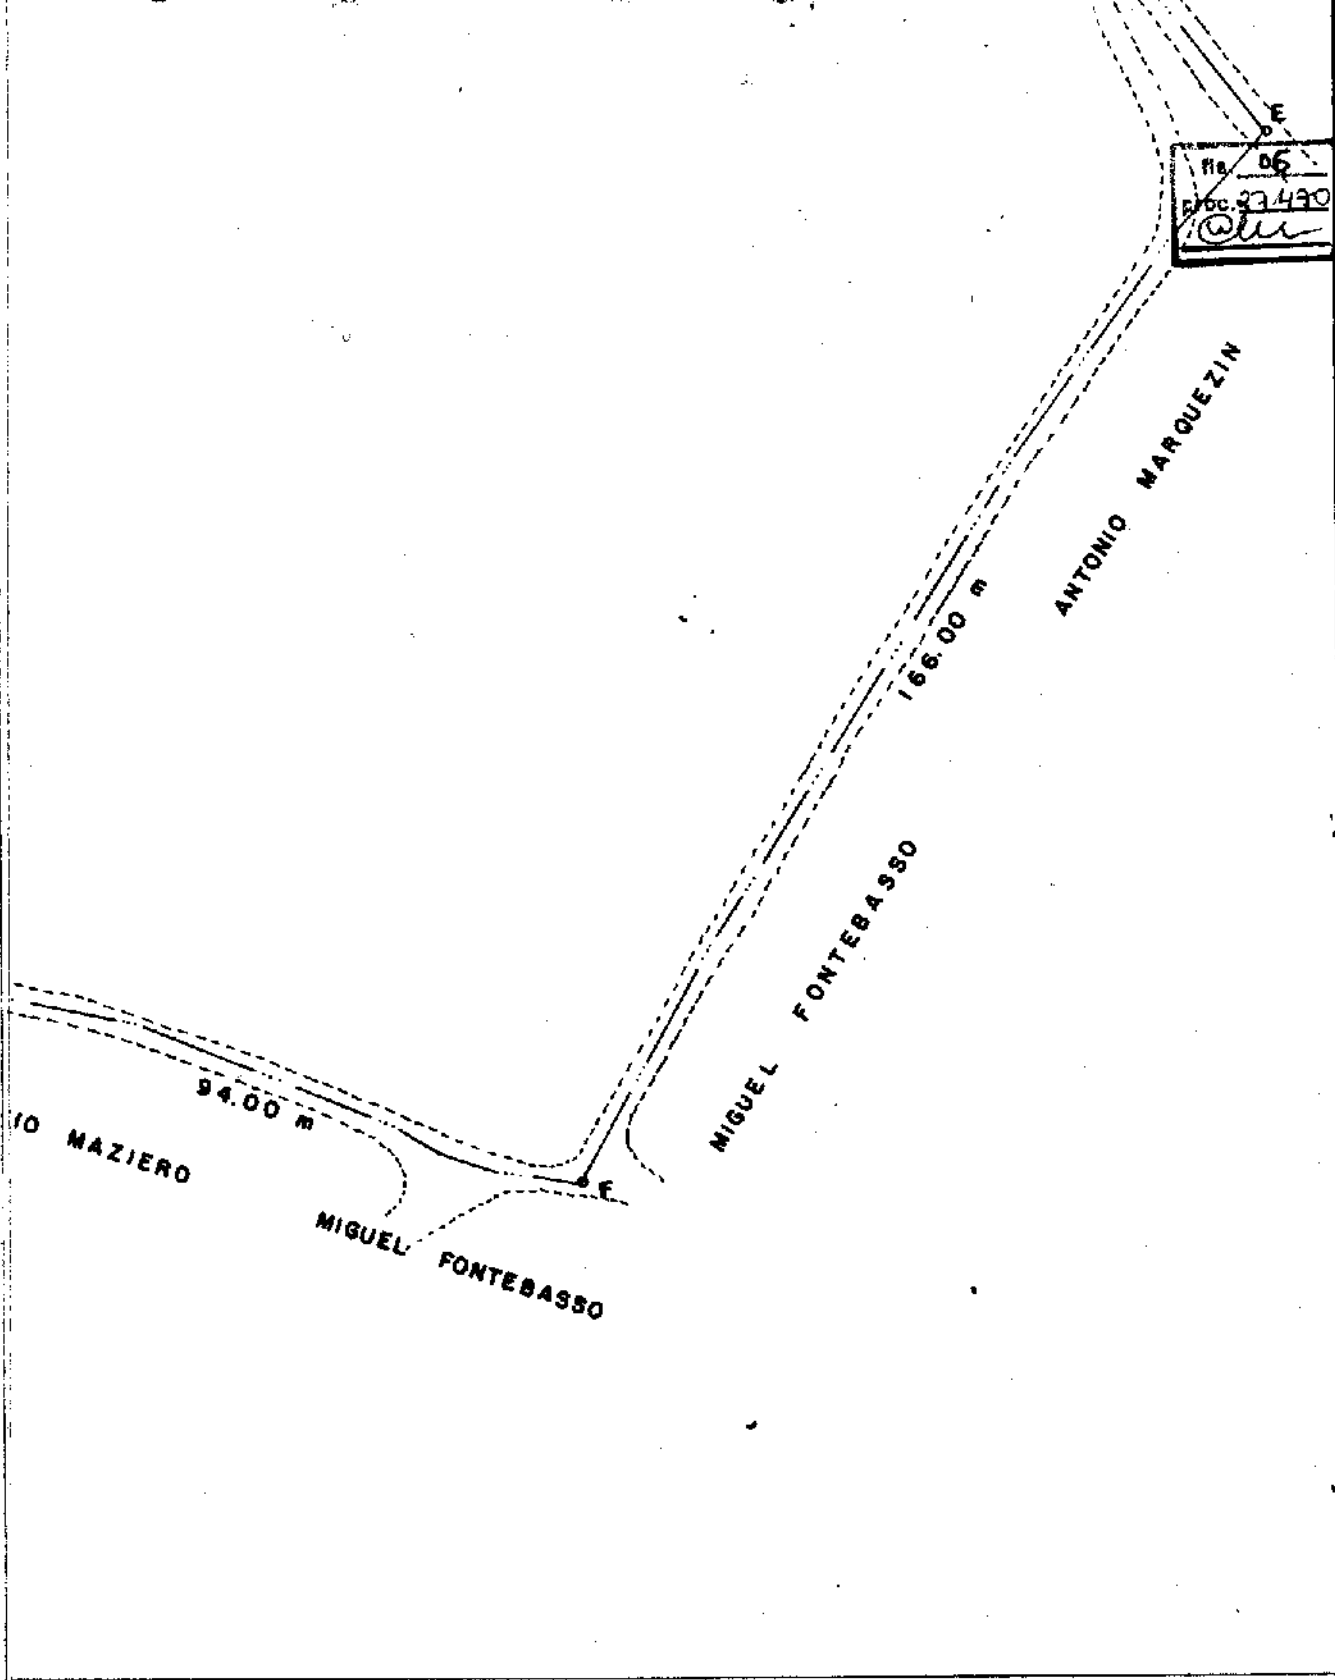 E
fls. 06
proc. 27.470
ANTONIO MARQUEZIN
166.00 m
MIGUEL FONTEBASSO
94.00 m
IO MAZIERO
F
MIGUEL FONTEBASSO